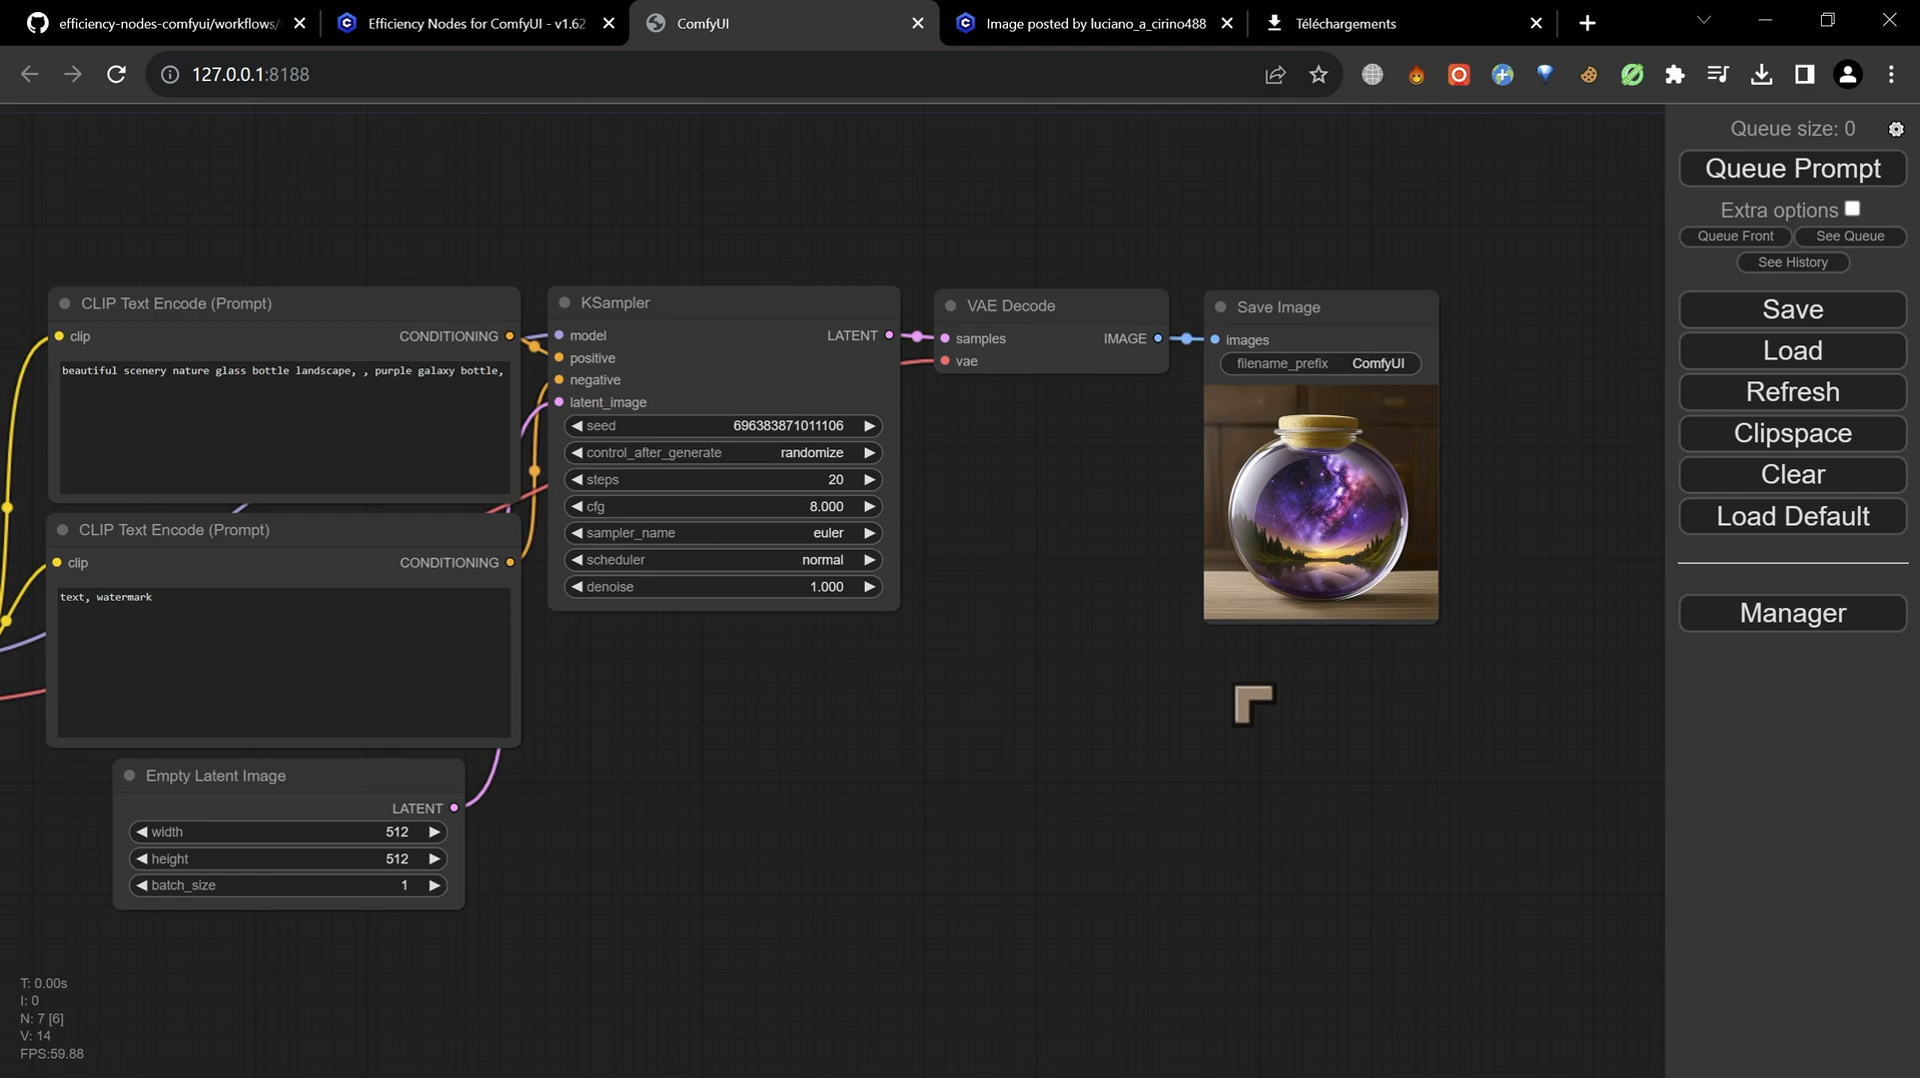 efficiency-nodes-comfyui/workflows/
Efficiency Nodes for ComfyUI - v1.62
ComfyUI
Image posted by luciano_a_cirino488
Téléchargements
127.0.0.1:8188
Queue size: 0
Queue Prompt
Extra options
Queue Front
See Queue
See History
Save
Load
Refresh
Clipspace
Clear
Load Default
Manager
CLIP Text Encode (Prompt)
clip
CONDITIONING
beautiful scenery nature glass bottle landscape, , purple galaxy bottle,
CLIP Text Encode (Prompt)
clip
CONDITIONING
text, watermark
Empty Latent Image
LATENT
width 512
height 512
batch_size 1
KSampler
model
LATENT
positive
negative
latent_image
seed 696383871011106
control_after_generate randomize
steps 20
cfg 8.000
sampler_name euler
scheduler normal
denoise 1.000
VAE Decode
samples
IMAGE
vae
Save Image
images
filename_prefix ComfyUI
T: 0.00s
I: 0
N: 7 [6]
V: 14
FPS:59.88